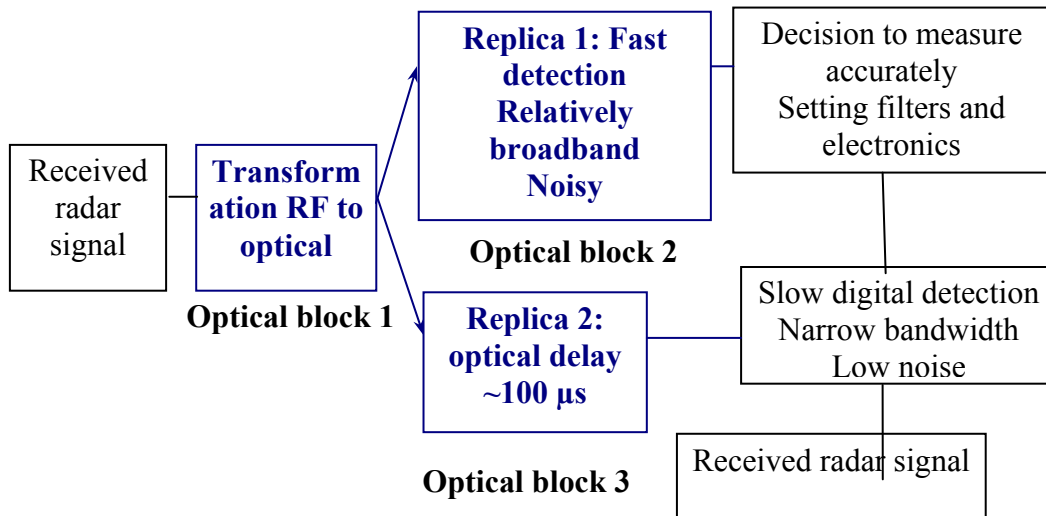 Received
radar
signal
Transform
ation RF to
optical
Optical block 1
Replica 1: Fast
detection
Relatively
broadband
Noisy
Optical block 2
Decision to measure
accurately
Setting filters and
electronics
Replica 2:
optical delay
~100 µs
Optical block 3
Slow digital detection
Narrow bandwidth
Low noise
Received radar signal